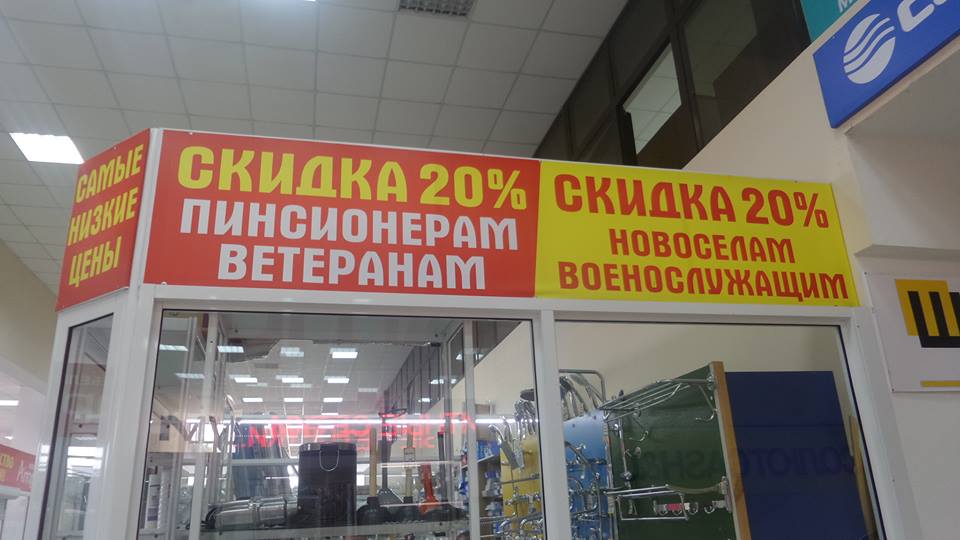 САМЫЕ
НИЗКИЕ
ЦЕНЫ
СКИДКА 20%
ПИНСИОНЕРАМ
ВЕТЕРАНАМ
СКИДКА 20%
НОВОСЕЛАМ
ВОЕНОСЛУЖАЩИМ